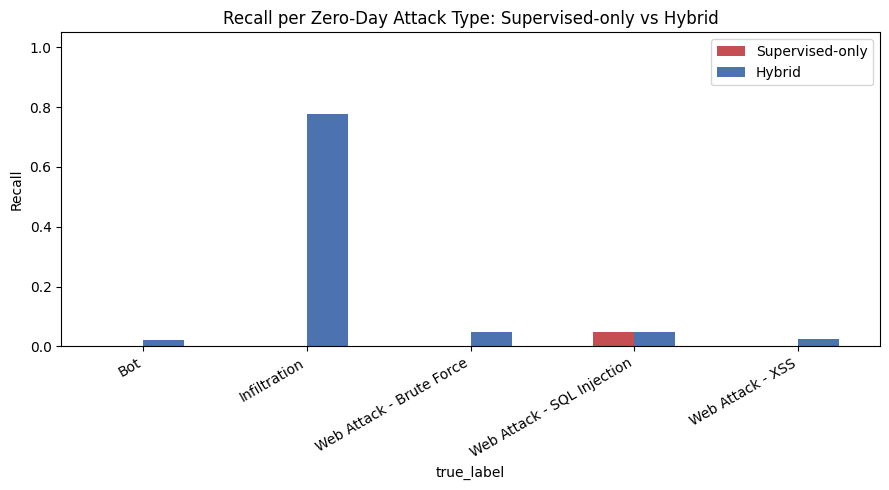 Recall per Zero-Day Attack Type: Supervised-only vs Hybrid
Supervised-only
Hybrid
Recall
1.0
0.8
0.6
0.4
0.2
0.0
Bot
Infiltration
Web Attack - Brute Force
Web Attack - SQL Injection
Web Attack - XSS
true_label